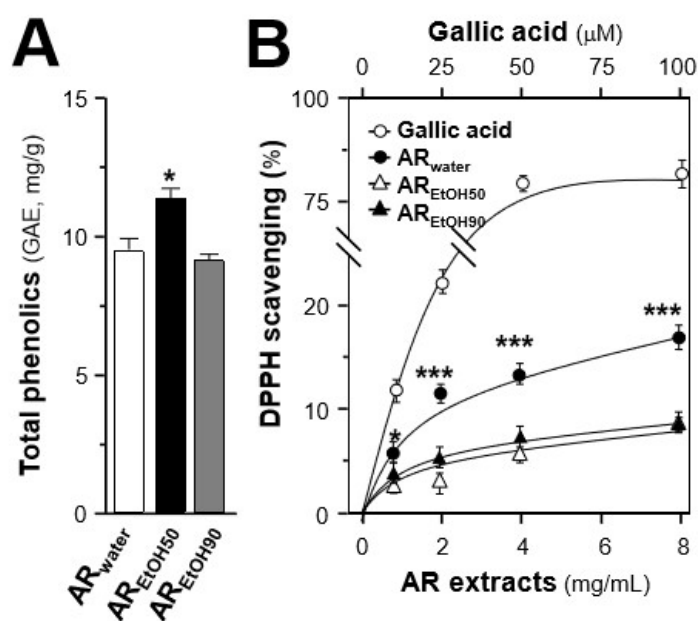 A
Total phenolics (GAE, mg/g)
15
10
5
0
ARwater
AREtOH50
AREtOH90
*
B
Gallic acid (μM)
0 25 50 75 100
DPPH scavenging (%)
100
75
20
10
0
Gallic acid
ARwater
AREtOH50
AREtOH90
***
***
***
*
0 2 4 6 8
AR extracts (mg/mL)